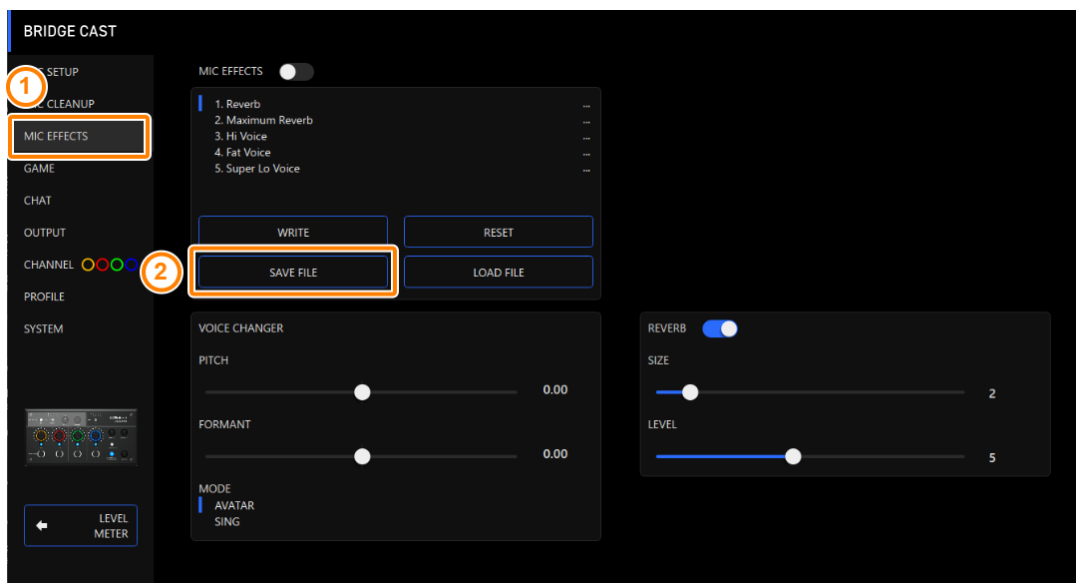 BRIDGE CAST
SETUP
1
CLEANUP
MIC EFFECTS
GAME
CHAT
OUTPUT
CHANNEL
PROFILE
SYSTEM
LEVEL
METER
MIC EFFECTS
1. Reverb ...
2. Maximum Reverb ...
3. Hi Voice ...
4. Fat Voice ...
5. Super Lo Voice ...
WRITE RESET
2 SAVE FILE LOAD FILE
VOICE CHANGER
PITCH
0.00
FORMANT
0.00
MODE
AVATAR
SING
REVERB
SIZE
2
LEVEL
5